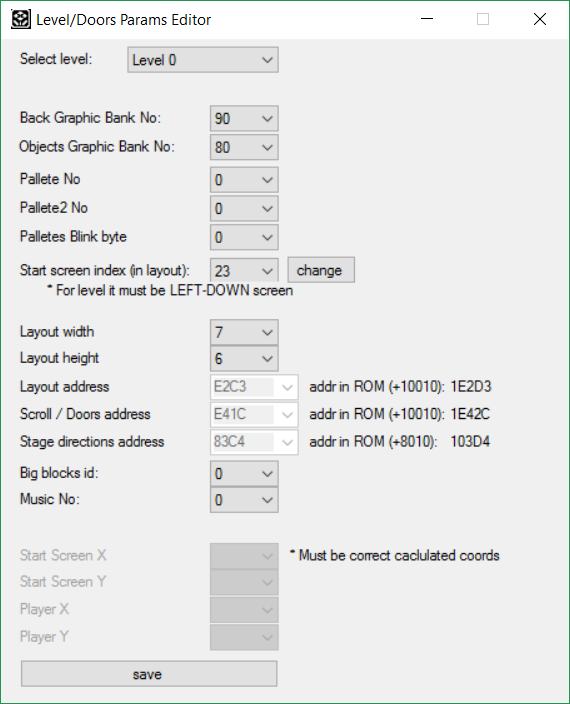 Level/Doors Params Editor
Select level: Level 0
Back Graphic Bank No: 90
Objects Graphic Bank No: 80
Pallete No 0
Pallete2 No 0
Palletes Blink byte 0
Start screen index (in layout): 23 change
* For level it must be LEFT-DOWN screen
Layout width 7
Layout height 6
Layout address E2C3 addr in ROM (+10010): 1E2D3
Scroll / Doors address E41C addr in ROM (+10010): 1E42C
Stage directions address 83C4 addr in ROM (+8010): 103D4
Big blocks id: 0
Music No: 0
Start Screen X * Must be correct caclulated coords
Start Screen Y
Player X
Player Y
save